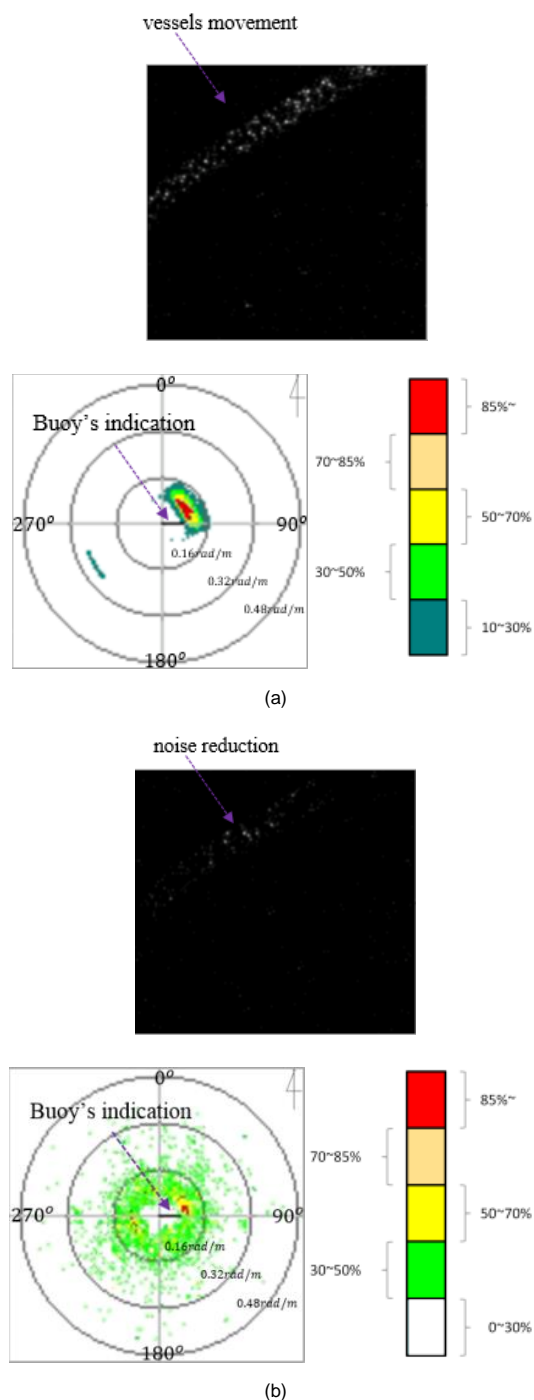 vessels movement
0°
Buoy's indication
270° 90°
0.16rad/m
0.32rad/m
0.48rad/m
180°
85%~
70~85%
50~70%
30~50%
10~30%
(a)
noise reduction
0°
Buoy's indication
270° 90°
0.16rad/m
0.32rad/m
0.48rad/m
180°
85%~
70~85%
50~70%
30~50%
0~30%
(b)